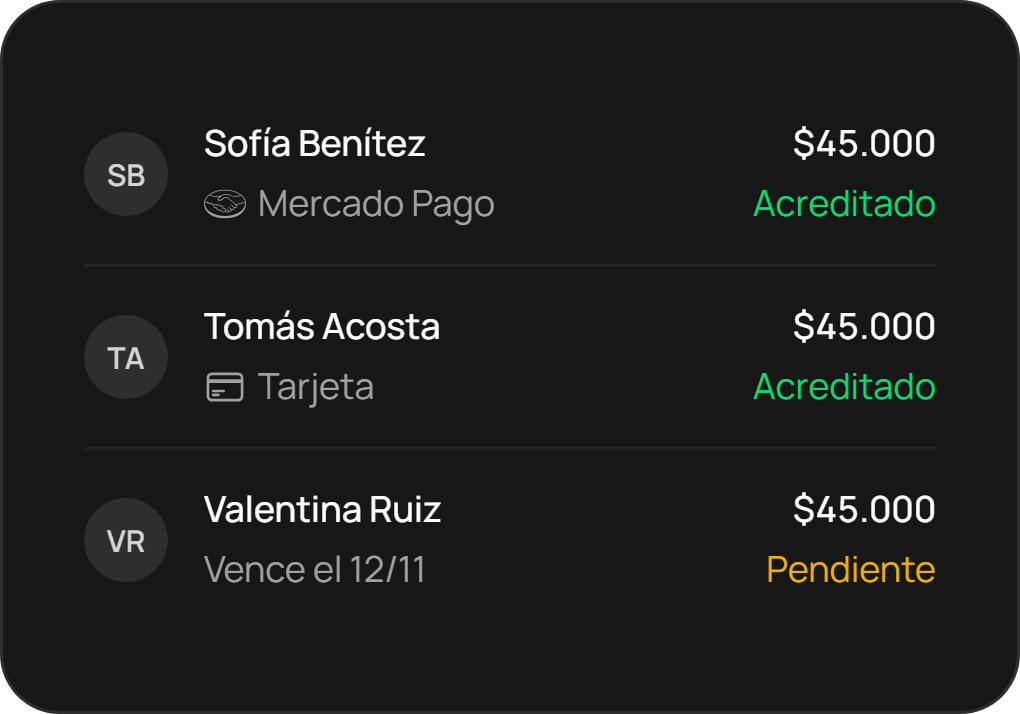 SB
Sofía Benítez
$45.000
Mercado Pago
Acreditado
TA
Tomás Acosta
$45.000
Tarjeta
Acreditado
VR
Valentina Ruiz
$45.000
Vence el 12/11
Pendiente